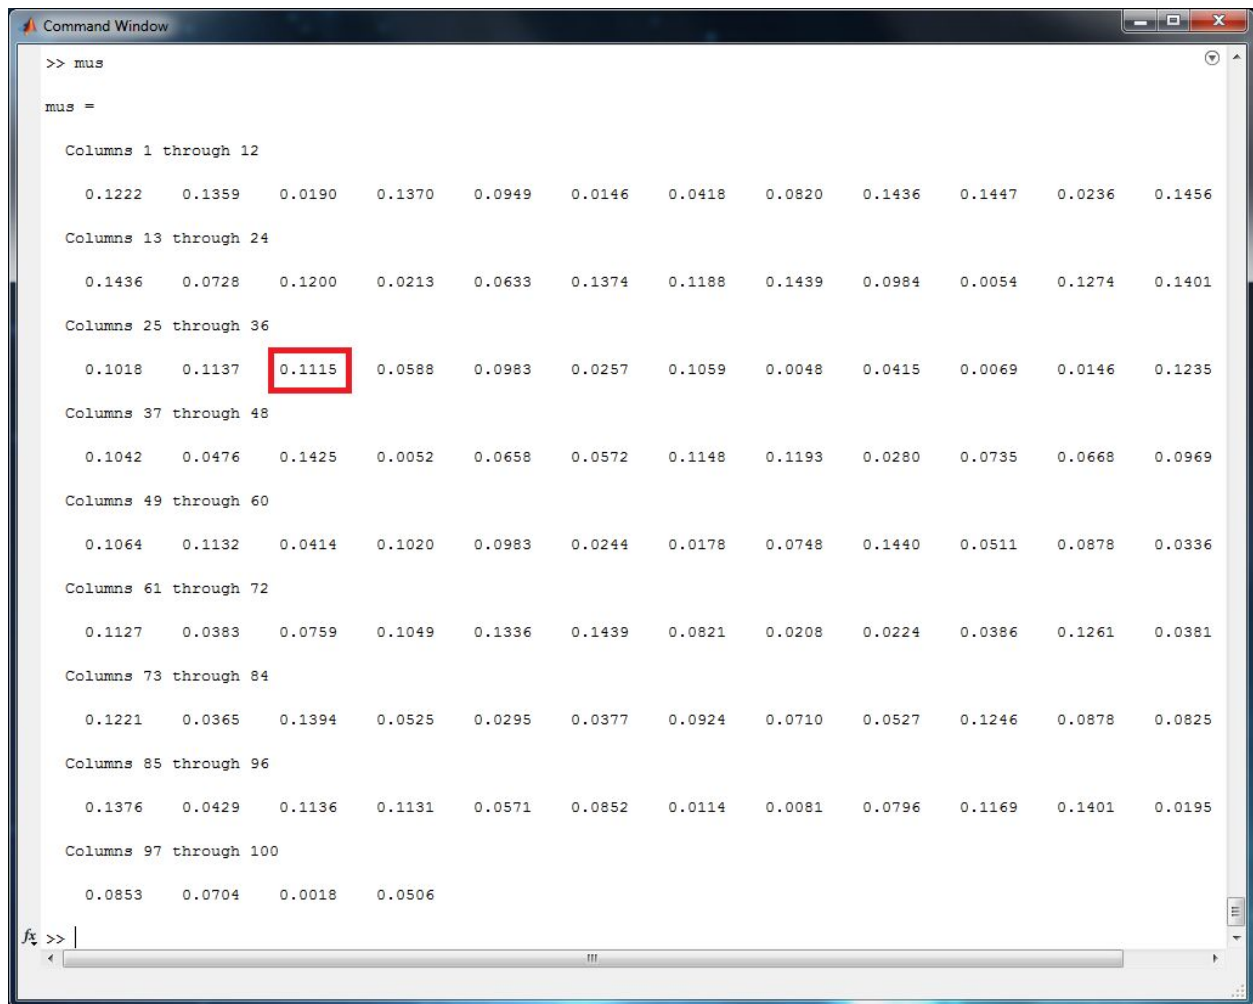 Command Window
>> mus
mus =
Columns 1 through 12
0.1222 0.1359 0.0190 0.1370 0.0949 0.0146 0.0418 0.0820 0.1436 0.1447 0.0236 0.1456
Columns 13 through 24
0.1436 0.0728 0.1200 0.0213 0.0633 0.1374 0.1188 0.1439 0.0984 0.0054 0.1274 0.1401
Columns 25 through 36
0.1018 0.1137 0.1115 0.0588 0.0983 0.0257 0.1059 0.0048 0.0415 0.0069 0.0146 0.1235
Columns 37 through 48
0.1042 0.0476 0.1425 0.0052 0.0658 0.0572 0.1148 0.1193 0.0280 0.0735 0.0668 0.0969
Columns 49 through 60
0.1064 0.1132 0.0414 0.1020 0.0983 0.0244 0.0178 0.0748 0.1440 0.0511 0.0878 0.0336
Columns 61 through 72
0.1127 0.0383 0.0759 0.1049 0.1336 0.1439 0.0821 0.0208 0.0224 0.0386 0.1261 0.0381
Columns 73 through 84
0.1221 0.0365 0.1394 0.0525 0.0295 0.0377 0.0924 0.0710 0.0527 0.1246 0.0878 0.0825
Columns 85 through 96
0.1376 0.0429 0.1136 0.1131 0.0571 0.0852 0.0114 0.0081 0.0796 0.1169 0.1401 0.0195
Columns 97 through 100
0.0853 0.0704 0.0018 0.0506
fx >>